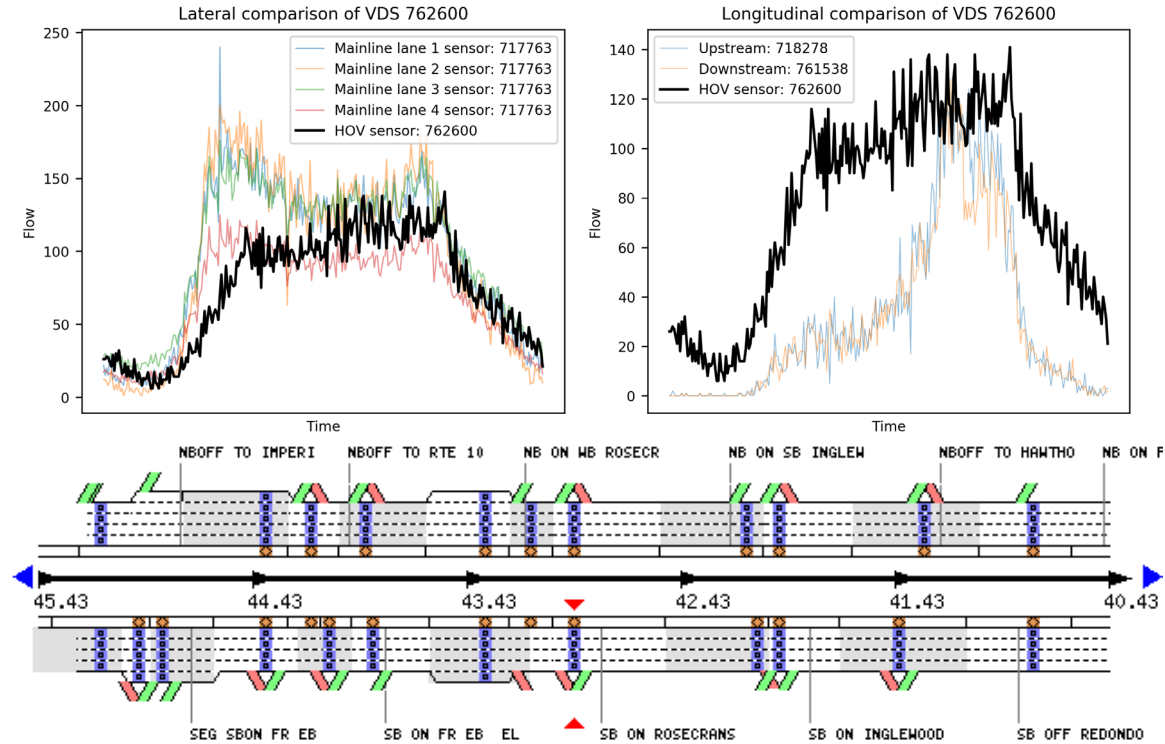 Lateral comparison of VDS 762600
250
200
150
100
50
0
Flow
Time
Mainline lane 1 sensor: 717763
Mainline lane 2 sensor: 717763
Mainline lane 3 sensor: 717763
Mainline lane 4 sensor: 717763
HOV sensor: 762600
Longitudinal comparison of VDS 762600
140
120
100
80
60
40
20
0
Flow
Time
Upstream: 718278
Downstream: 761538
HOV sensor: 762600
NBOFF TO IMPERI
NBOFF TO RTE 10
NB ON WB ROSECR
NB ON SB INGLEW
NBOFF TO HAWTHO
NB ON F
45.43
44.43
43.43
42.43
41.43
40.43
SEG SBON FR EB
SB ON FR EB EL
SB ON ROSECRANS
SB ON INGLEWOOD
SB OFF REDONDO